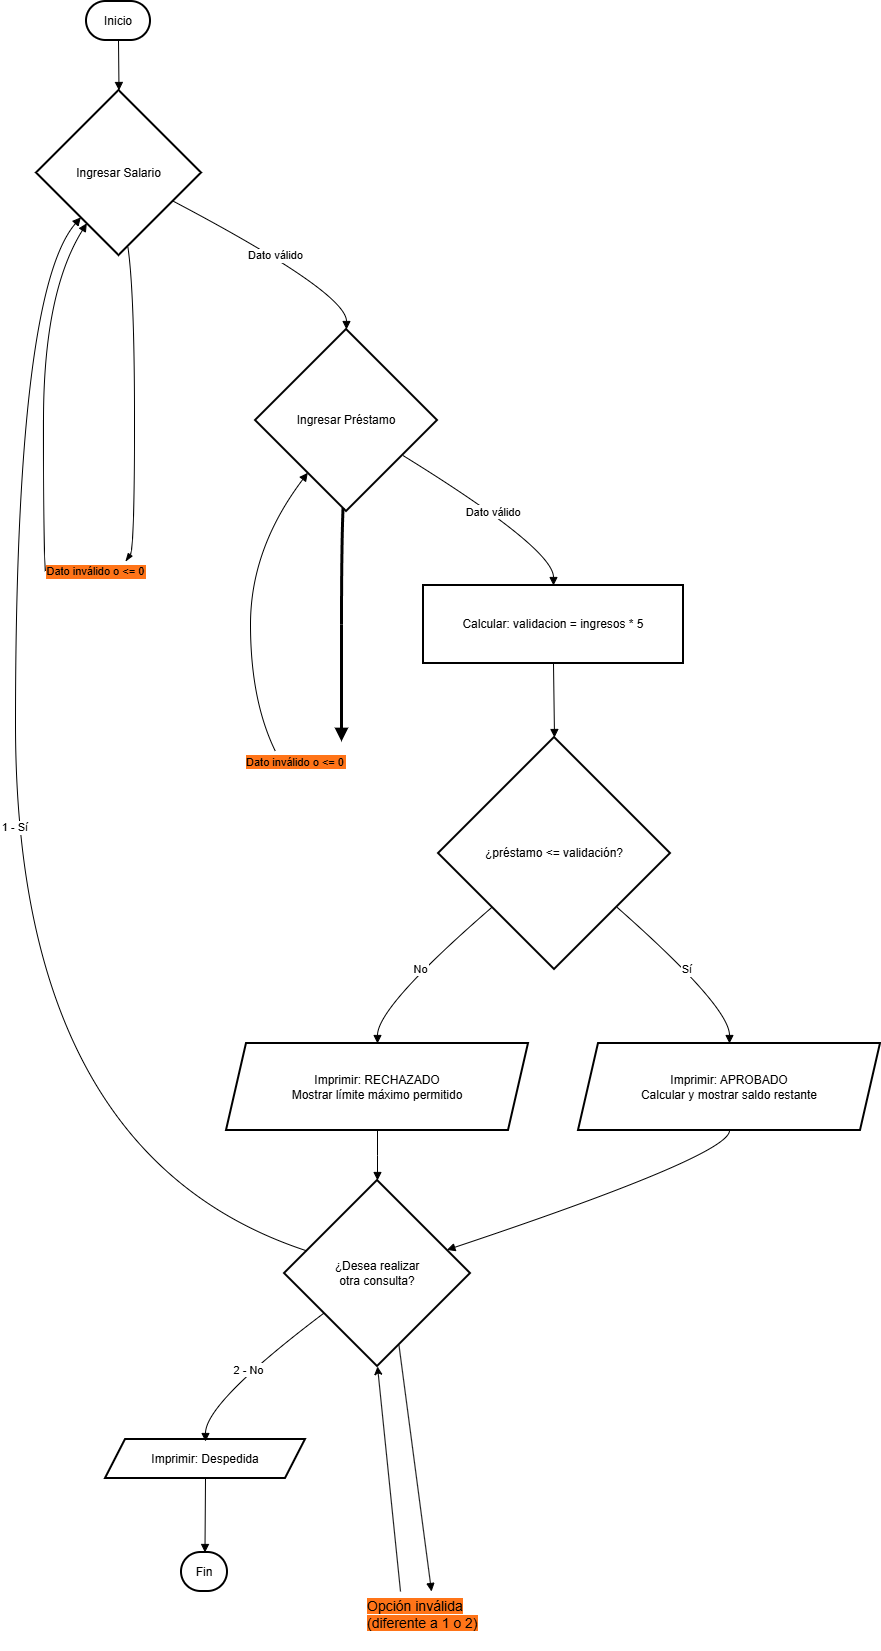 Inicio
Ingresar Salario
Dato válido
Ingresar Préstamo
Dato válido
Dato inválido o <= 0
Calcular: validacion = ingresos * 5
Dato inválido o <= 0
1 - Sí
¿préstamo <= validación?
No
Sí
Imprimir: RECHAZADO
Mostrar límite máximo permitido
Imprimir: APROBADO
Calcular y mostrar saldo restante
¿Desea realizar
otra consulta?
2 - No
Imprimir: Despedida
Fin
Opción inválida
(diferente a 1 o 2)